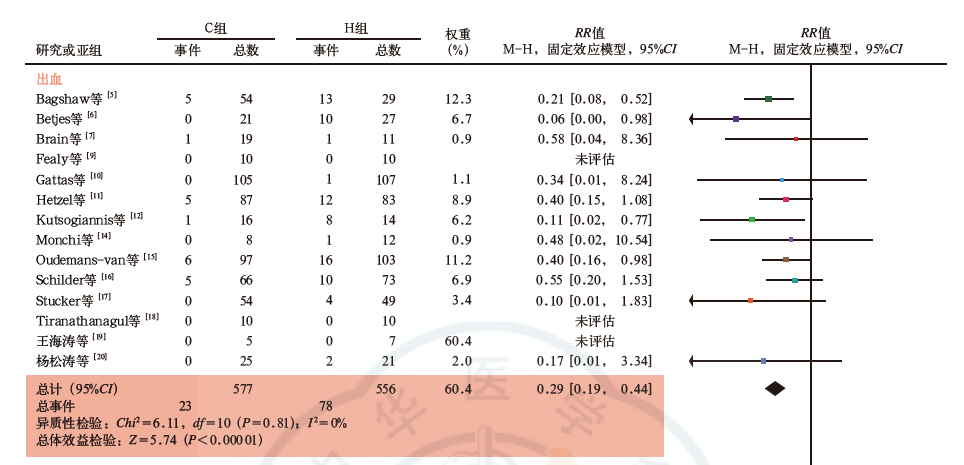 C组 H组 权重 RR值 RR值
研究或亚组 事件 总数 事件 总数 (%) M-H，固定效应模型，95%CI M-H，固定效应模型，95%CI
出血
Bagshaw等 [5] 5 54 13 29 12.3 0.21 [0.08， 0.52]
Betjes等 [6] 0 21 10 27 6.7 0.06 [0.00， 0.98]
Brain等 [7] 1 19 1 11 0.9 0.58 [0.04， 8.36]
Fealy等 [9] 0 10 0 10 未评估
Gattas等 [10] 0 105 1 107 1.1 0.34 [0.01， 8.24]
Hetzel等 [11] 5 87 12 83 8.9 0.40 [0.15， 1.08]
Kutsogiannis等 [12] 1 16 8 14 6.2 0.11 [0.02， 0.77]
Monchi等 [14] 0 8 1 12 0.9 0.48 [0.02， 10.54]
Oudemans-van等 [15] 6 97 16 103 11.2 0.40 [0.16， 0.98]
Schilder等 [16] 5 66 10 73 6.9 0.55 [0.20， 1.53]
Stucker等 [17] 0 54 4 49 3.4 0.10 [0.01， 1.83]
Tiranathanagul等 [18] 0 10 0 10 未评估
王海涛等 [19] 0 5 0 7 60.4 未评估
杨松涛等 [20] 0 25 2 21 2.0 0.17 [0.01， 3.34]
总计（95%CI） 577 556 60.4 0.29 [0.19， 0.44]
总事件 23 78
异质性检验：Chi²=6.11，df=10 (P=0.81)；I²=0%
总体效益检验：Z=5.74 (P<0.00001)